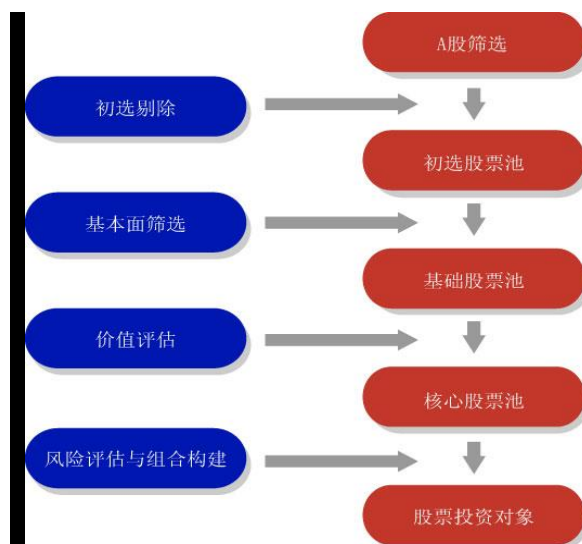 A股筛选
初选剔除
初选股票池
基本面筛选
基础股票池
价值评估
核心股票池
风险评估与组合构建
股票投资对象